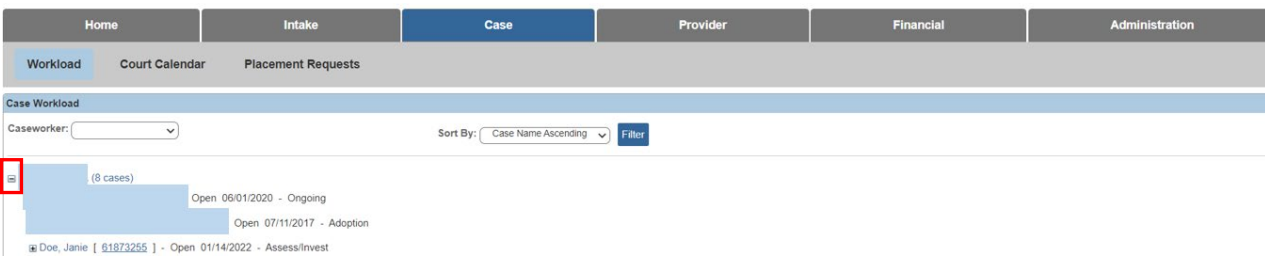 Home Intake Case Provider Financial Administration
Workload Court Calendar Placement Requests
Case Workload
Caseworker: Sort By: Case Name Ascending Filter
(8 cases)
Open 06/01/2020 - Ongoing
Open 07/11/2017 - Adoption
Doe, Janie [ 61873255 ] - Open 01/14/2022 - Assess/Invest